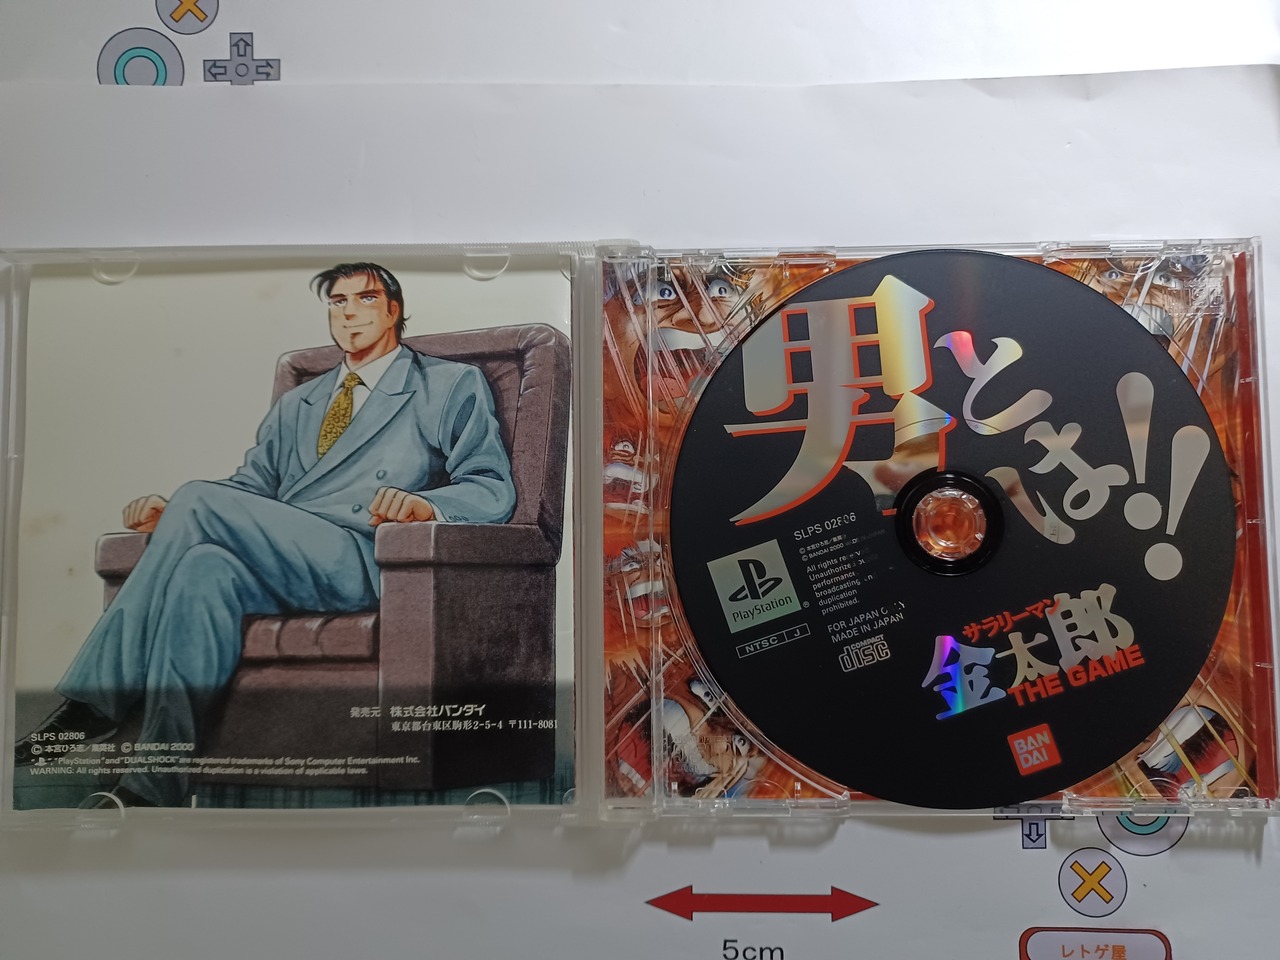 発売元 株式会社バンダイ
東京都台東区駒形2-5-4 〒111-8081
SLPS 02806
©本宮ひろ志/集英社 © BANDAI 2000
"PlayStation" and "DUALSHOCK" are registered trademarks of Sony Computer Entertainment Inc.
WARNING: All rights reserved. Unauthorized duplication is a violation of applicable laws.
男とは!!
SLPS 02806
©本宮ひろ志/集英社
© BANDAI 2000
All rights
Unauthorized
performance
broadcasting
duplication
prohibited.
PlayStation®
NTSC J
FOR JAPAN
MADE IN JAPAN
COMPACT
disc
サラリーマン
金太郎
THE GAME
BAN
DAI
5cm
レトゲ屋